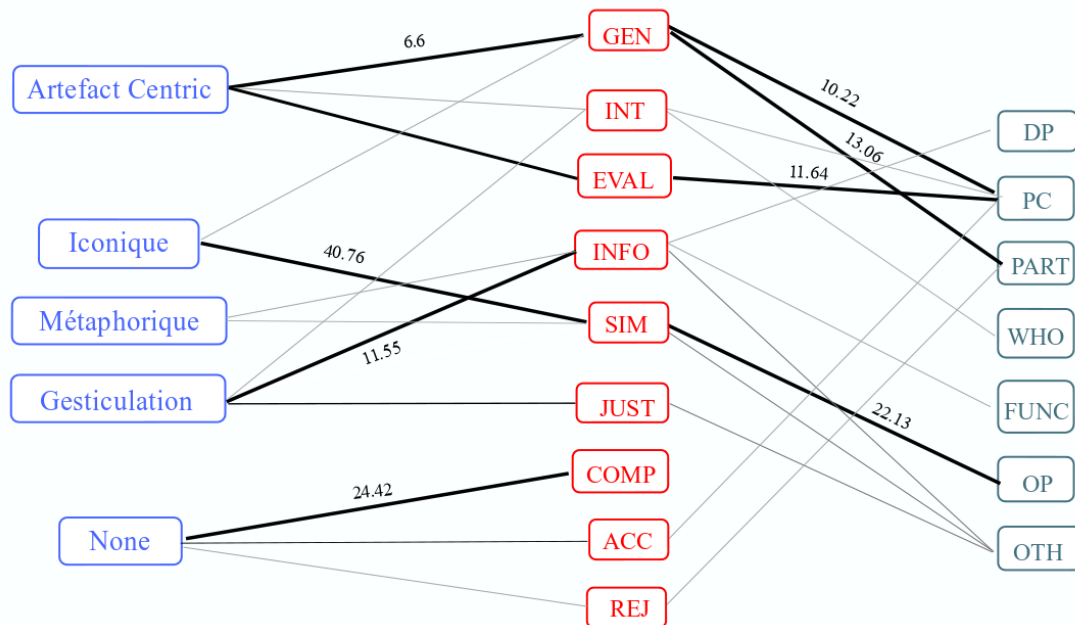 GEN
6.6
Artefact Centric
10.22
INT
13.06
DP
EVAL
11.64
PC
Iconique
40.76
INFO
PART
Métaphorique
SIM
WHO
11.55
Gesticulation
JUST
22.13
FUNC
COMP
24.42
OP
None
ACC
OTH
REJ